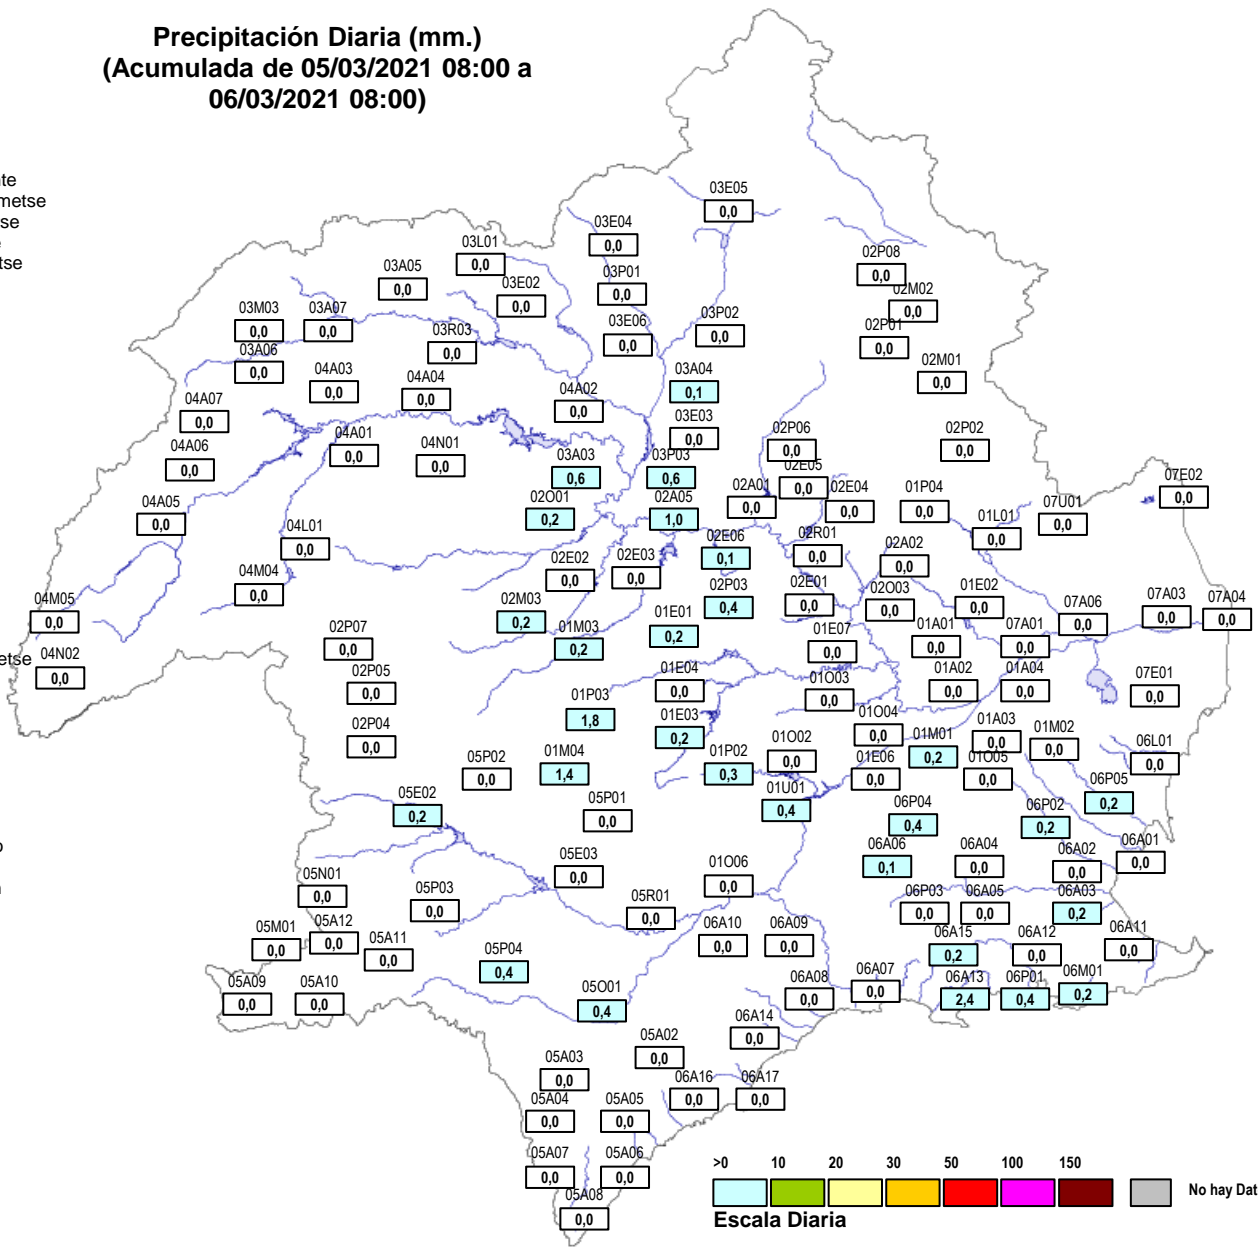 Precipitación Diaria (mm.)
(Acumulada de 05/03/2021 08:00 a
06/03/2021 08:00)
te
metse
se
tse
etse
03E05
0,0
03E04
0,0
03L01
0,0
02P08
0,0
03A05
0,0
03P01
0,0
03E02
0,0
02M02
0,0
03M03
0,0
03A07
0,0
03P02
0,0
03E06
0,0
03R03
0,0
02P01
0,0
03A06
0,0
02M01
0,0
04A03
0,0
04A04
0,0
03A04
0,1
04A02
0,0
04A07
0,0
03E03
0,0
04A01
0,0
02P06
0,0
02P02
0,0
04A06
0,0
04N01
0,0
03A03
0,6
03P03
0,6
02E05
0,0
07E02
0,0
02A01
0,0
02E04
0,0
01P04
0,0
04A05
0,0
02O01
0,2
02A05
1,0
07U01
0,0
01L01
0,0
04L01
0,0
02E06
0,1
02R01
0,0
02A02
0,0
02E02
0,0
02E03
0,0
04M04
0,0
02P03
0,4
02E01
0,0
02O03
0,0
01E02
0,0
04M05
0,0
02M03
0,2
07A06
0,0
07A03
0,0
07A04
0,0
01E01
0,2
02P07
0,0
01M03
0,2
01E07
0,0
01A01
0,0
07A01
0,0
04N02
0,0
02P05
0,0
01E04
0,0
01O03
0,0
01A02
0,0
01A04
0,0
07E01
0,0
01P03
1,8
01E03
0,2
01O04
0,0
02P04
0,0
01M01
0,2
01A03
0,0
01M02
0,0
05P02
0,0
01M04
1,4
01P02
0,3
01O02
0,0
01E06
0,0
01O05
0,0
06L01
0,0
05E02
0,2
05P01
0,0
01U01
0,4
06P04
0,4
06P02
0,2
06P05
0,2
05E03
0,0
01O06
0,0
06A06
0,1
06A04
0,0
06A02
0,0
06A01
0,0
05N01
0,0
05P03
0,0
05R01
0,0
06P03
0,0
06A05
0,0
06A03
0,2
05M01
0,0
05A12
0,0
05A11
0,0
06A10
0,0
06A09
0,0
06A15
0,2
06A12
0,0
06A11
0,0
05P04
0,4
05A09
0,0
05A10
0,0
05O01
0,4
06A08
0,0
06A07
0,0
06A13
2,4
06P01
0,4
06M01
0,2
06A14
0,0
05A02
0,0
05A03
0,0
06A16
0,0
06A17
0,0
05A04
0,0
05A05
0,0
05A07
0,0
05A06
0,0
05A08
0,0
>0 10 20 30 50 100 150
No hay Dat
Escala Diaria